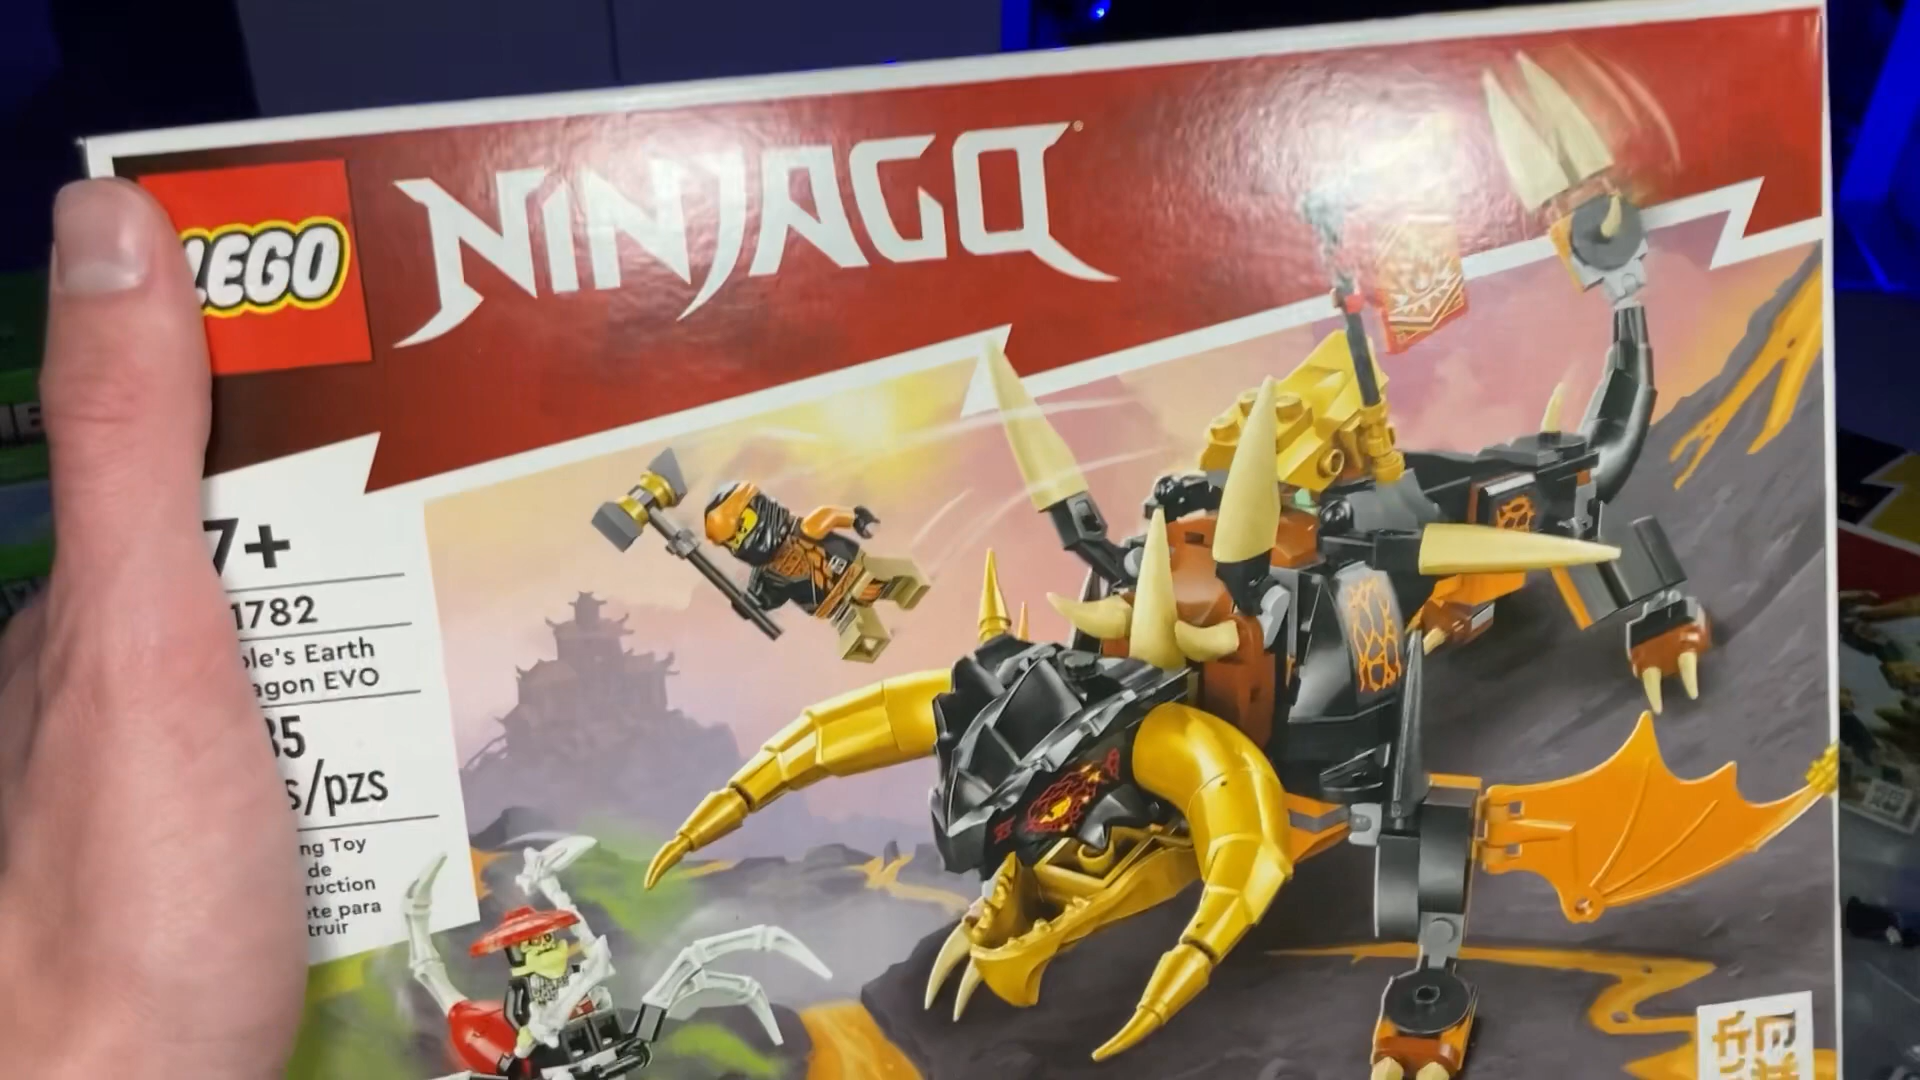 LEGO
NINJAGO
7+
1782
ole's Earth
agon EVO
35
s/pzs
ng Toy
de
ruction
ete para
truir